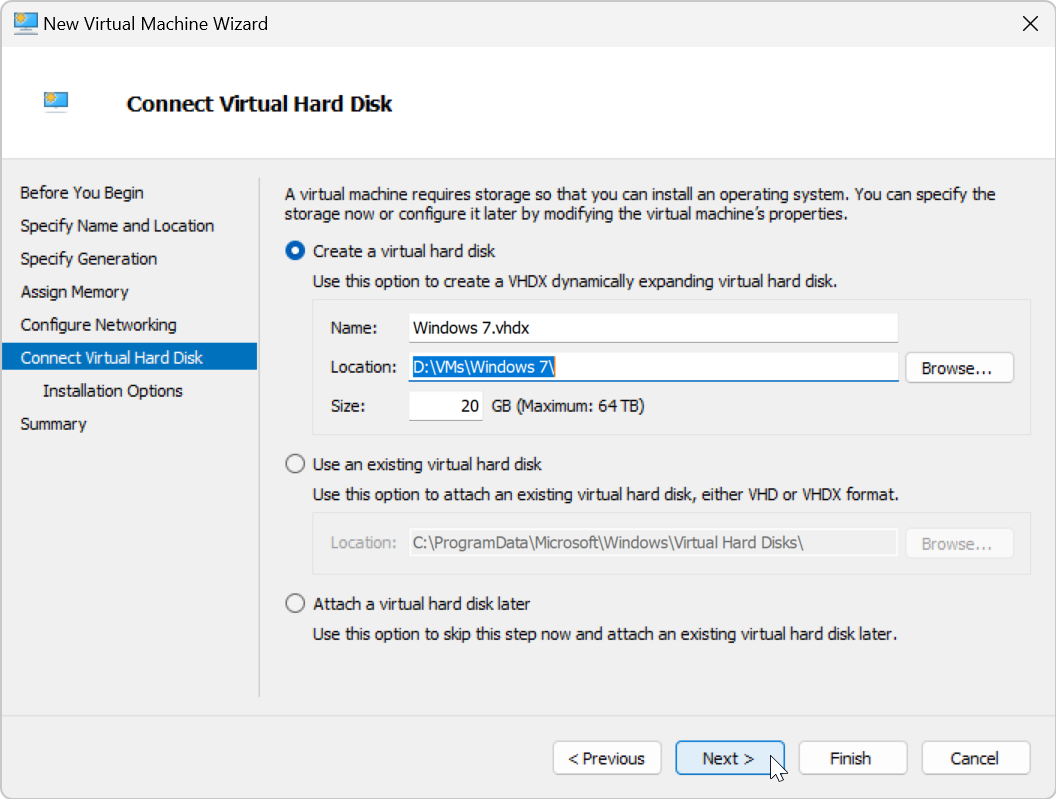 New Virtual Machine Wizard
Connect Virtual Hard Disk
Before You Begin
Specify Name and Location
Specify Generation
Assign Memory
Configure Networking
Connect Virtual Hard Disk
Installation Options
Summary
A virtual machine requires storage so that you can install an operating system. You can specify the
storage now or configure it later by modifying the virtual machine's properties.
Create a virtual hard disk
Use this option to create a VHDX dynamically expanding virtual hard disk.
Name: Windows 7.vhdx
Location: D:\VMs\Windows 7\ Browse...
Size: 20 GB (Maximum: 64 TB)
Use an existing virtual hard disk
Use this option to attach an existing virtual hard disk, either VHD or VHDX format.
Location: C:\ProgramData\Microsoft\Windows\Virtual Hard Disks\ Browse...
Attach a virtual hard disk later
Use this option to skip this step now and attach an existing virtual hard disk later.
< Previous Next > Finish Cancel